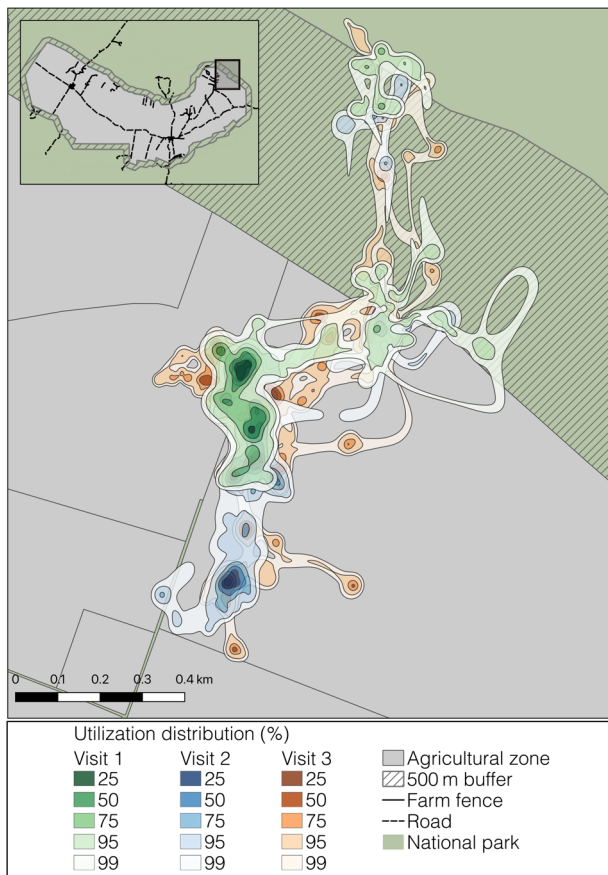 0 0.1 0.2 0.3 0.4 km
Utilization distribution (%)
Visit 1 Visit 2 Visit 3
25 25 25 Agricultural zone
50 50 50 500 m buffer
75 75 75 Farm fence
95 95 95 Road
99 99 99 National park